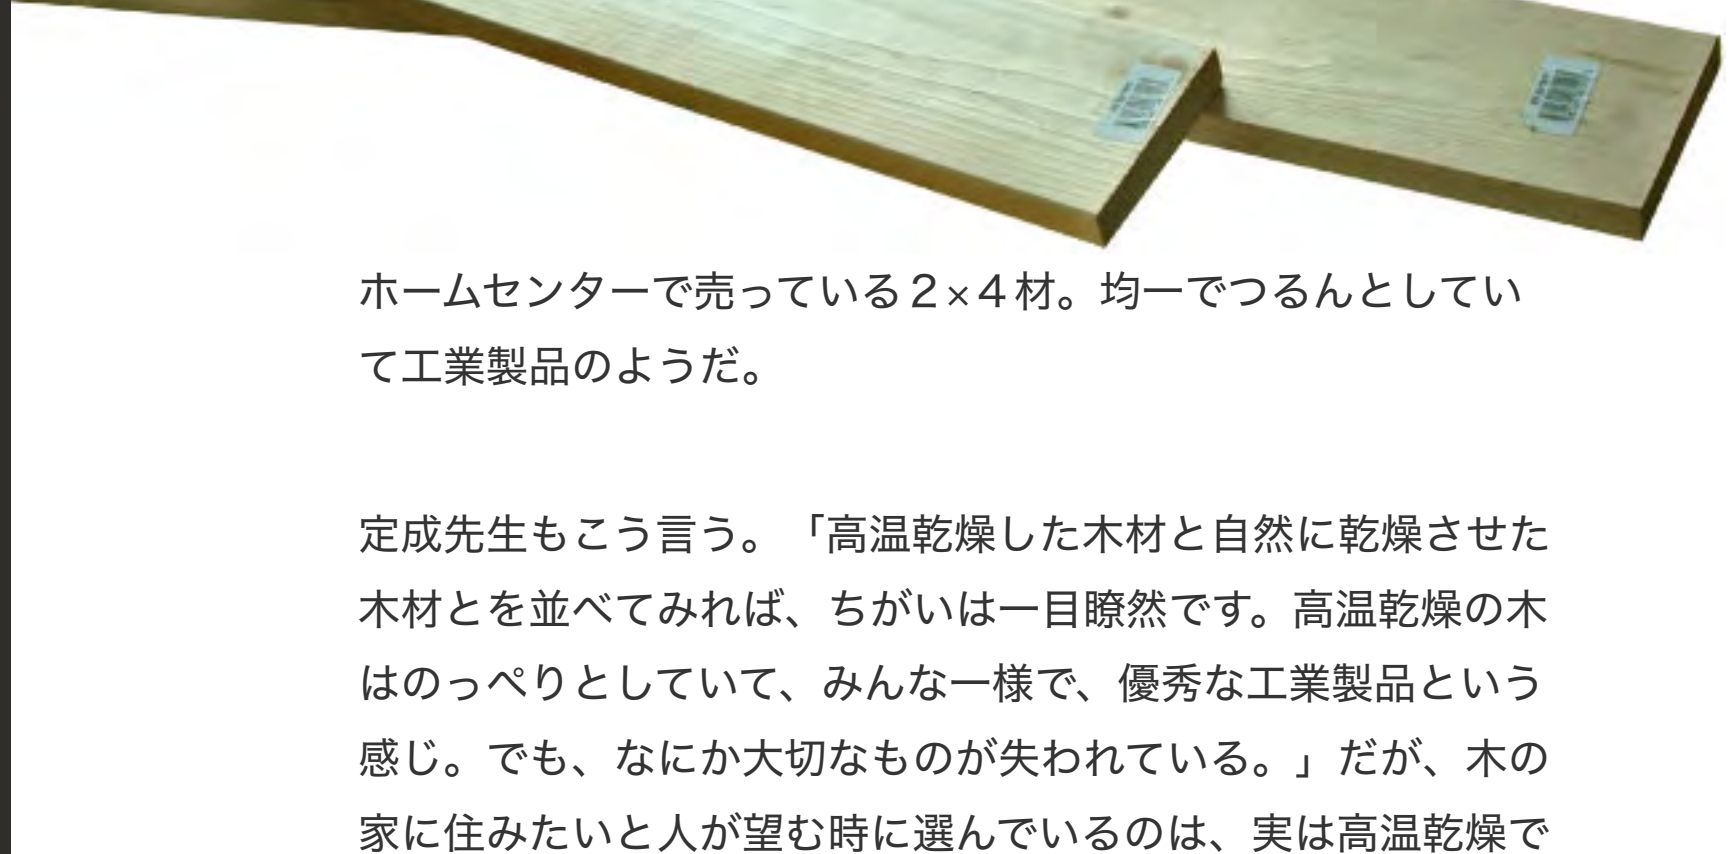 ホームセンターで売っている２×４材。均一でつるんとしてい
て工業製品のようだ。
定成先生もこう言う。「高温乾燥した木材と自然に乾燥させた
木材とを並べてみれば、ちがいは一目瞭然です。高温乾燥の木
はのっぺりとしていて、みんな一様で、優秀な工業製品という
感じ。でも、なにか大切なものが失われている。」だが、木の
家に住みたいと人が望む時に選んでいるのは、実は高温乾燥で